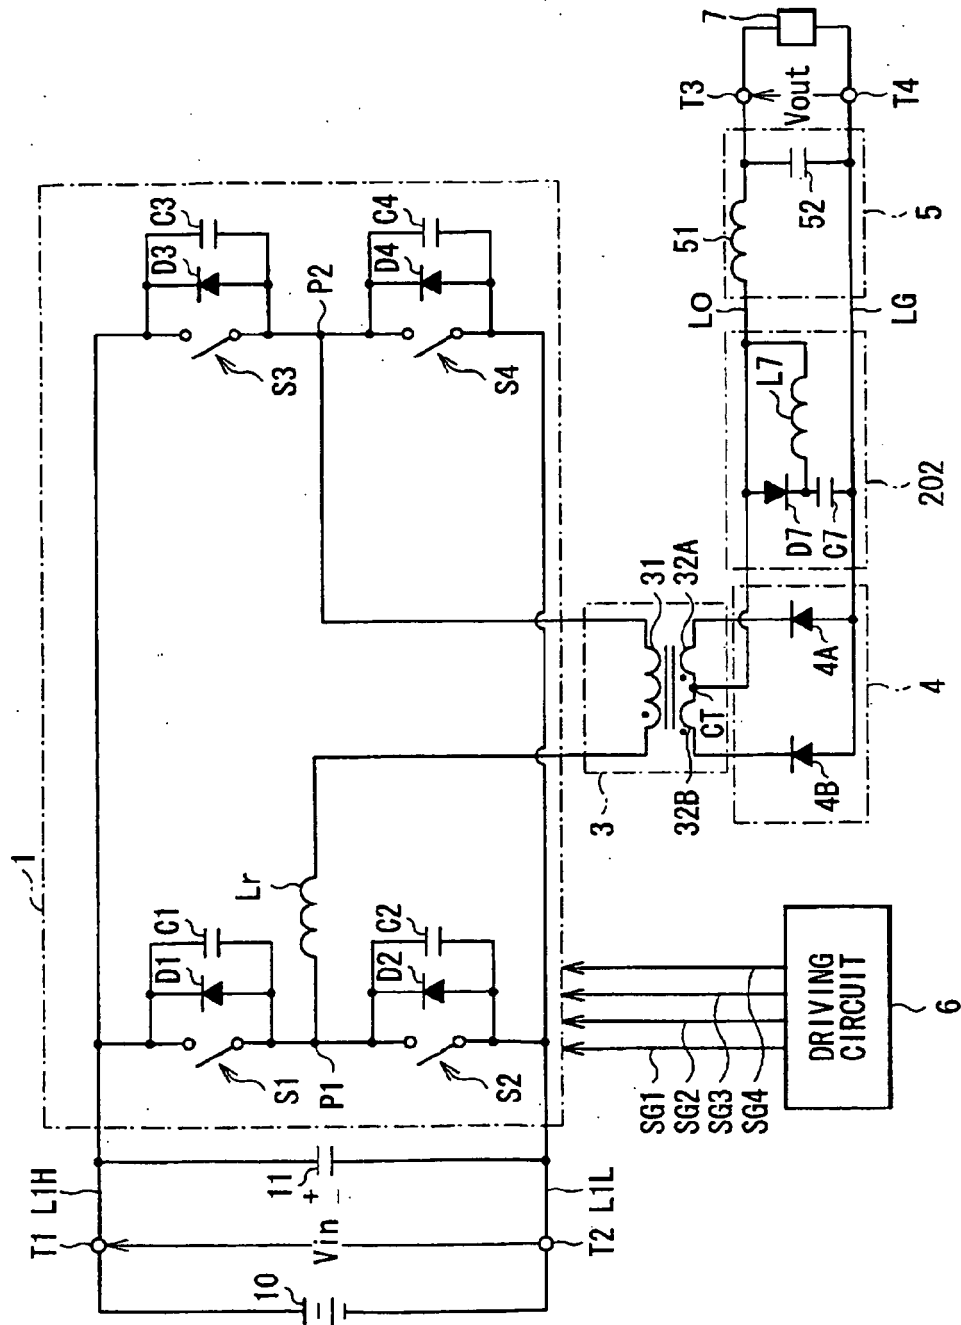 1
T1
L1H
10
Vin
11
+
−
T2
L1L
S1
D1
C1
P1
Lr
S2
D2
C2
S3
D3
C3
P2
S4
D4
C4
SG1
SG2
SG3
SG4
DRIVING
CIRCUIT
6
3
31
32A
32B
CT
4B
4A
4
D7
C7
L7
202
LO
LG
51
52
5
T3
Vout
T4
7